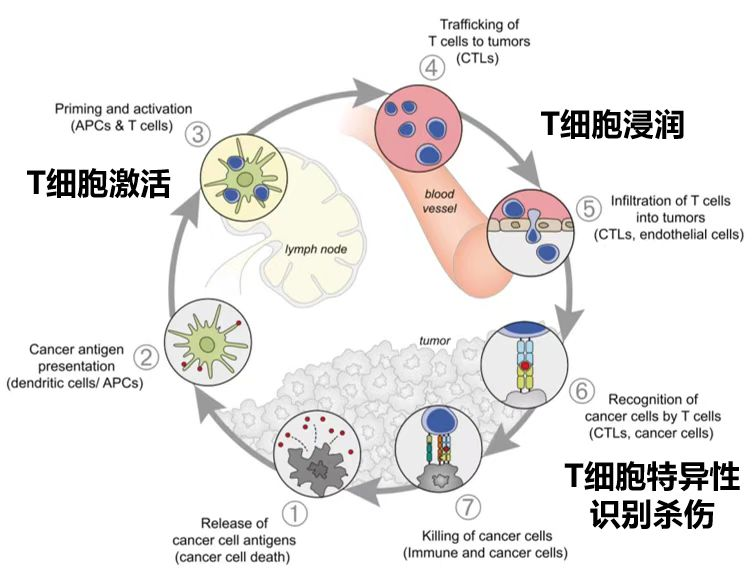 Trafficking of
T cells to tumors
(CTLs)
④
Priming and activation
(APCs & T cells)
③
T细胞激活
T细胞浸润
blood
vessel
⑤
Infiltration of T cells
into tumors
(CTLs, endothelial cells)
lymph node
Cancer antigen
presentation
(dendritic cells/ APCs)
②
tumor
⑥
Recognition of
cancer cells by T cells
(CTLs, cancer cells)
T细胞特异性
识别杀伤
①
Release of
cancer cell antigens
(cancer cell death)
⑦
Killing of cancer cells
(Immune and cancer cells)